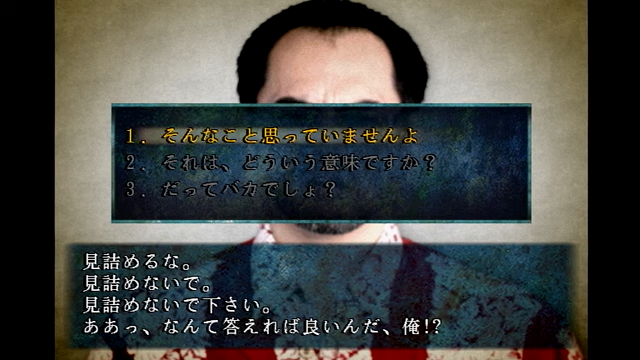 1. そんなこと思っていませんよ
2. それは、どういう意味ですか？
3. だってバカでしょ？
見詰めるな。
見詰めないで。
見詰めないで下さい。
ああっ、なんて答えれば良いんだ、俺!?